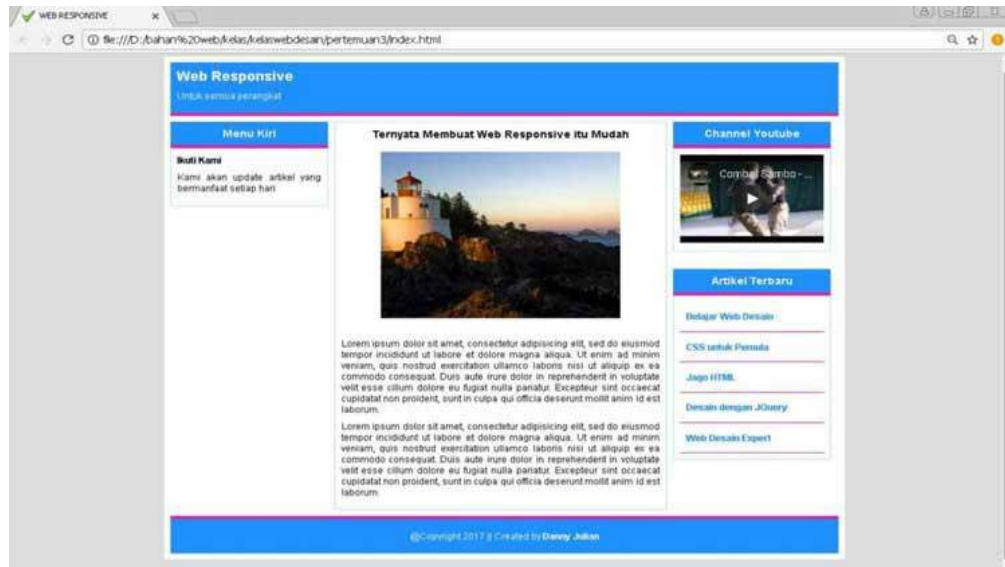 WEB RESPONSIVE
file:///D:/bahan%20web/kelas/kelaswebdesain/pertemuan3/index.html
Web Responsive
Untuk semua perangkat
Menu Kiri
Ikuti Kami
Kami akan update artikel yang
bermanfaat setiap hari
Ternyata Membuat Web Responsive itu Mudah
Lorem ipsum dolor sit amet, consectetur adipisicing elit, sed do eiusmod
tempor incididunt ut labore et dolore magna aliqua. Ut enim ad minim
veniam, quis nostrud exercitation ullamco laboris nisi ut aliquip ex ea
commodo consequat. Duis aute irure dolor in reprehenderit in voluptate
velit esse cillum dolore eu fugiat nulla pariatur. Excepteur sint occaecat
cupidatat non proident, sunt in culpa qui officia deserunt mollit anim id est
laborum.
Lorem ipsum dolor sit amet, consectetur adipisicing elit, sed do eiusmod
tempor incididunt ut labore et dolore magna aliqua. Ut enim ad minim
veniam, quis nostrud exercitation ullamco laboris nisi ut aliquip ex ea
commodo consequat. Duis aute irure dolor in reprehenderit in voluptate
velit esse cillum dolore eu fugiat nulla pariatur. Excepteur sint occaecat
cupidatat non proident, sunt in culpa qui officia deserunt mollit anim id est
laborum.
Channel Youtube
Combat Sambo - ...
Artikel Terbaru
Belajar Web Desain
CSS untuk Pemula
Jago HTML
Desain dengan JQuery
Web Desain Expert
@Copyright 2017 || Created by Danny Julian